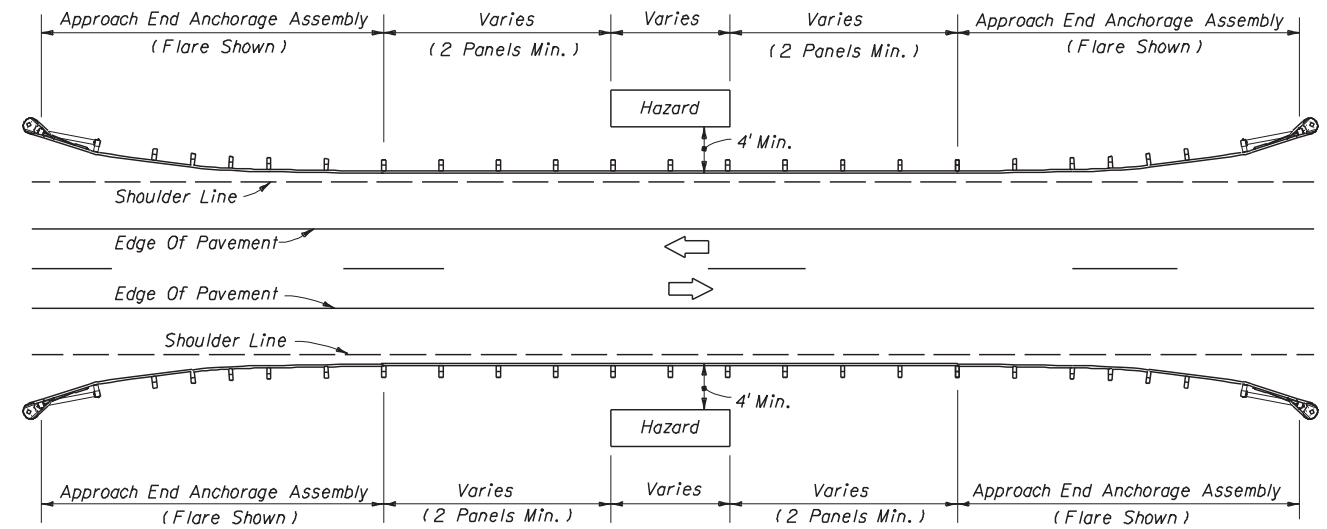 Approach End Anchorage Assembly
(Flare Shown)
Varies
(2 Panels Min.)
Varies
Varies
(2 Panels Min.)
Approach End Anchorage Assembly
(Flare Shown)
Hazard
4' Min.
Shoulder Line
Edge Of Pavement
Edge Of Pavement
Shoulder Line
4' Min.
Hazard
Approach End Anchorage Assembly
(Flare Shown)
Varies
(2 Panels Min.)
Varies
Varies
(2 Panels Min.)
Approach End Anchorage Assembly
(Flare Shown)